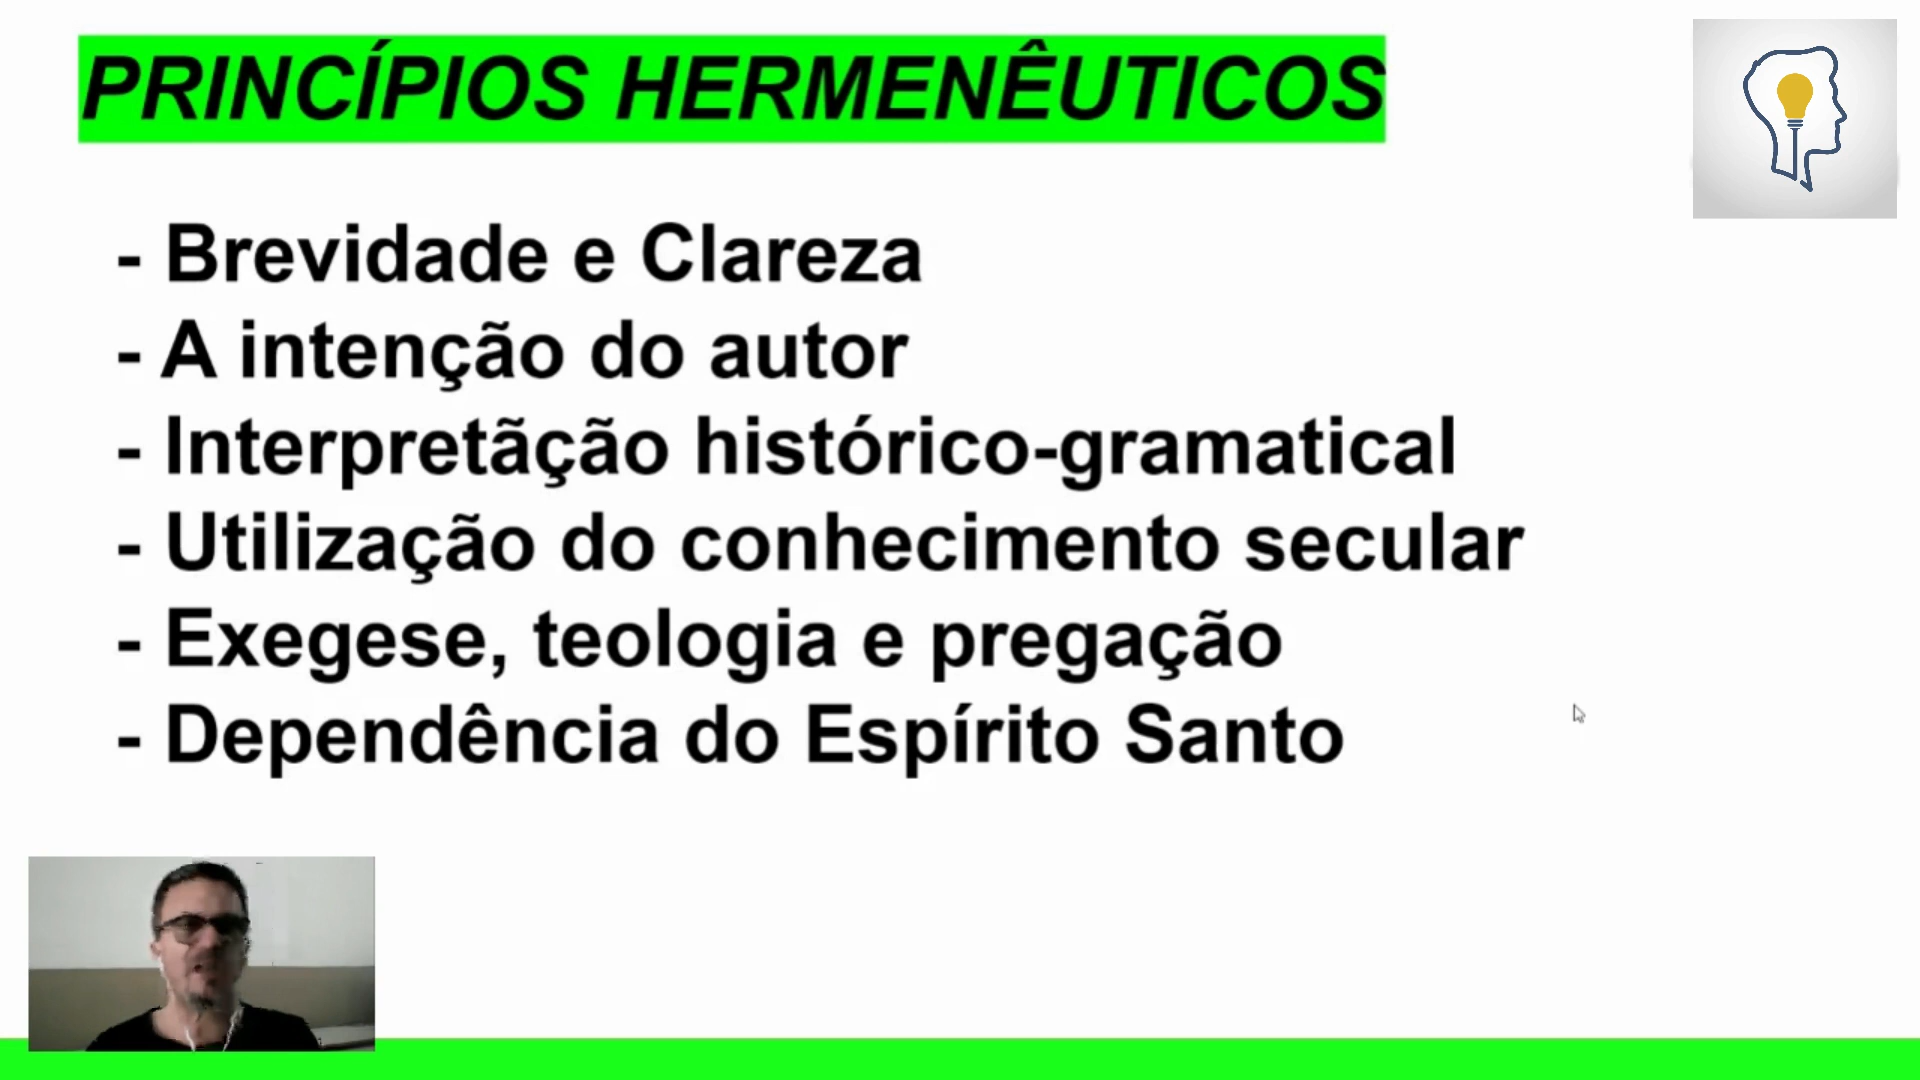 PRINCÍPIOS HERMENÊUTICOS
- Brevidade e Clareza
- A intenção do autor
- Interpretãção histórico-gramatical
- Utilização do conhecimento secular
- Exegese, teologia e pregação
- Dependência do Espírito Santo